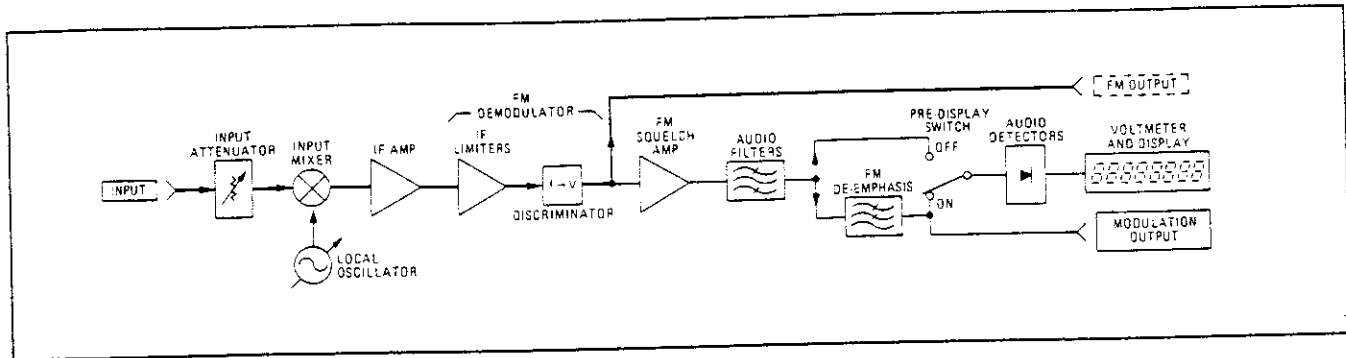 INPUT
INPUT
ATTENUATOR
INPUT
MIXER
LOCAL
OSCILLATOR
IF AMP
FM
DEMODULATOR
IF
LIMITERS
f→V
DISCRIMINATOR
FM
SQUELCH
AMP
AUDIO
FILTERS
FM
DE-EMPHASIS
PRE-DISPLAY
SWITCH
OFF
ON
AUDIO
DETECTORS
FM OUTPUT
VOLTMETER
AND DISPLAY
MODULATION
OUTPUT